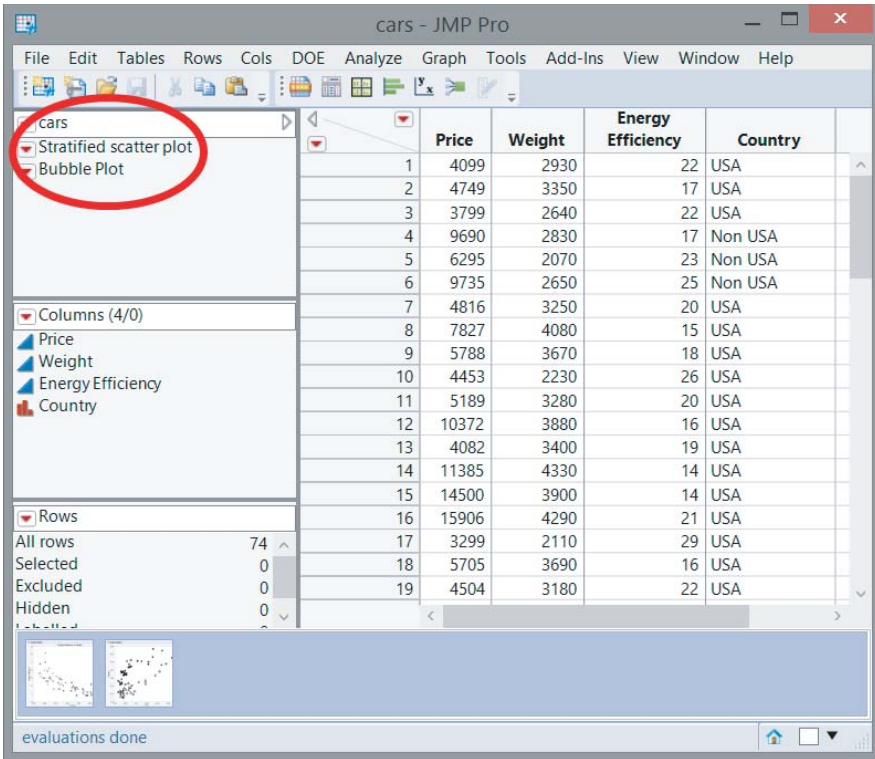 cars - JMP Pro
File Edit Tables Rows Cols DOE Analyze Graph Tools Add-Ins View Window Help
cars
Stratified scatter plot
Bubble Plot
Columns (4/0)
Price
Weight
Energy Efficiency
Country
Rows
All rows 74
Selected 0
Excluded 0
Hidden 0
Energy
Price Weight Efficiency Country
1 4099 2930 22 USA
2 4749 3350 17 USA
3 3799 2640 22 USA
4 9690 2830 17 Non USA
5 6295 2070 23 Non USA
6 9735 2650 25 Non USA
7 4816 3250 20 USA
8 7827 4080 15 USA
9 5788 3670 18 USA
10 4453 2230 26 USA
11 5189 3280 20 USA
12 10372 3880 16 USA
13 4082 3400 19 USA
14 11385 4330 14 USA
15 14500 3900 14 USA
16 15906 4290 21 USA
17 3299 2110 29 USA
18 5705 3690 16 USA
19 4504 3180 22 USA
evaluations done